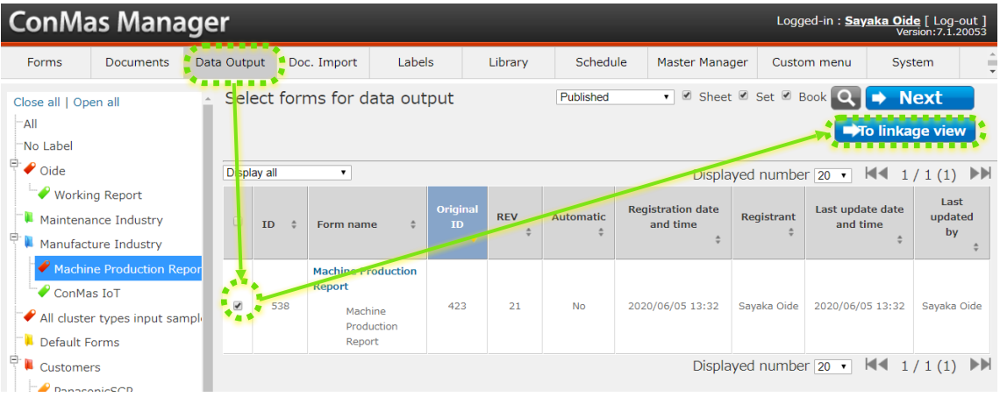 ConMas Manager
Logged-in : Sayaka Oide [ Log-out ]
Version:7.1.20053
Forms Documents Data Output Doc. Import Labels Library Schedule Master Manager Custom menu System
Close all | Open all
All
No Label
Oide
Working Report
Maintenance Industry
Manufacture Industry
Machine Production Repor
ConMas IoT
All cluster types input sampl
Default Forms
Customers
PanasonicSGP
Select forms for data output
Published Sheet Set Book Next
To linkage view
Display all
Displayed number 20 1 / 1 (1)
ID Form name Original ID REV Automatic Registration date and time Registrant Last update date and time Last updated by
Machine Production Report
538 423 21 No 2020/06/05 13:32 Sayaka Oide 2020/06/05 13:32 Sayaka Oide
Machine
Production
Report
Displayed number 20 1 / 1 (1)